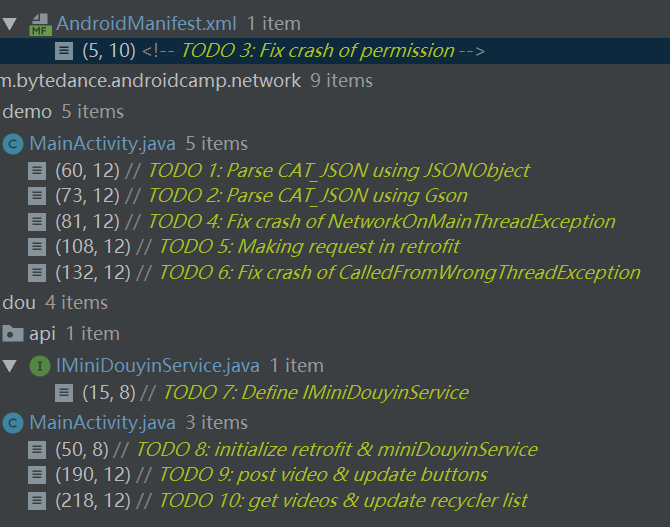 MF AndroidManifest.xml 1 item
(5, 10) <!-- TODO 3: Fix crash of permission -->
m.bytedance.androidcamp.network 9 items
demo 5 items
C MainActivity.java 5 items
(60, 12) // TODO 1: Parse CAT_JSON using JSONObject
(73, 12) // TODO 2: Parse CAT_JSON using Gson
(81, 12) // TODO 4: Fix crash of NetworkOnMainThreadException
(108, 12) // TODO 5: Making request in retrofit
(132, 12) // TODO 6: Fix crash of CalledFromWrongThreadException
dou 4 items
api 1 item
I IMiniDouyinService.java 1 item
(15, 8) // TODO 7: Define IMiniDouyinService
C MainActivity.java 3 items
(50, 8) // TODO 8: initialize retrofit & miniDouyinService
(190, 12) // TODO 9: post video & update buttons
(218, 12) // TODO 10: get videos & update recycler list